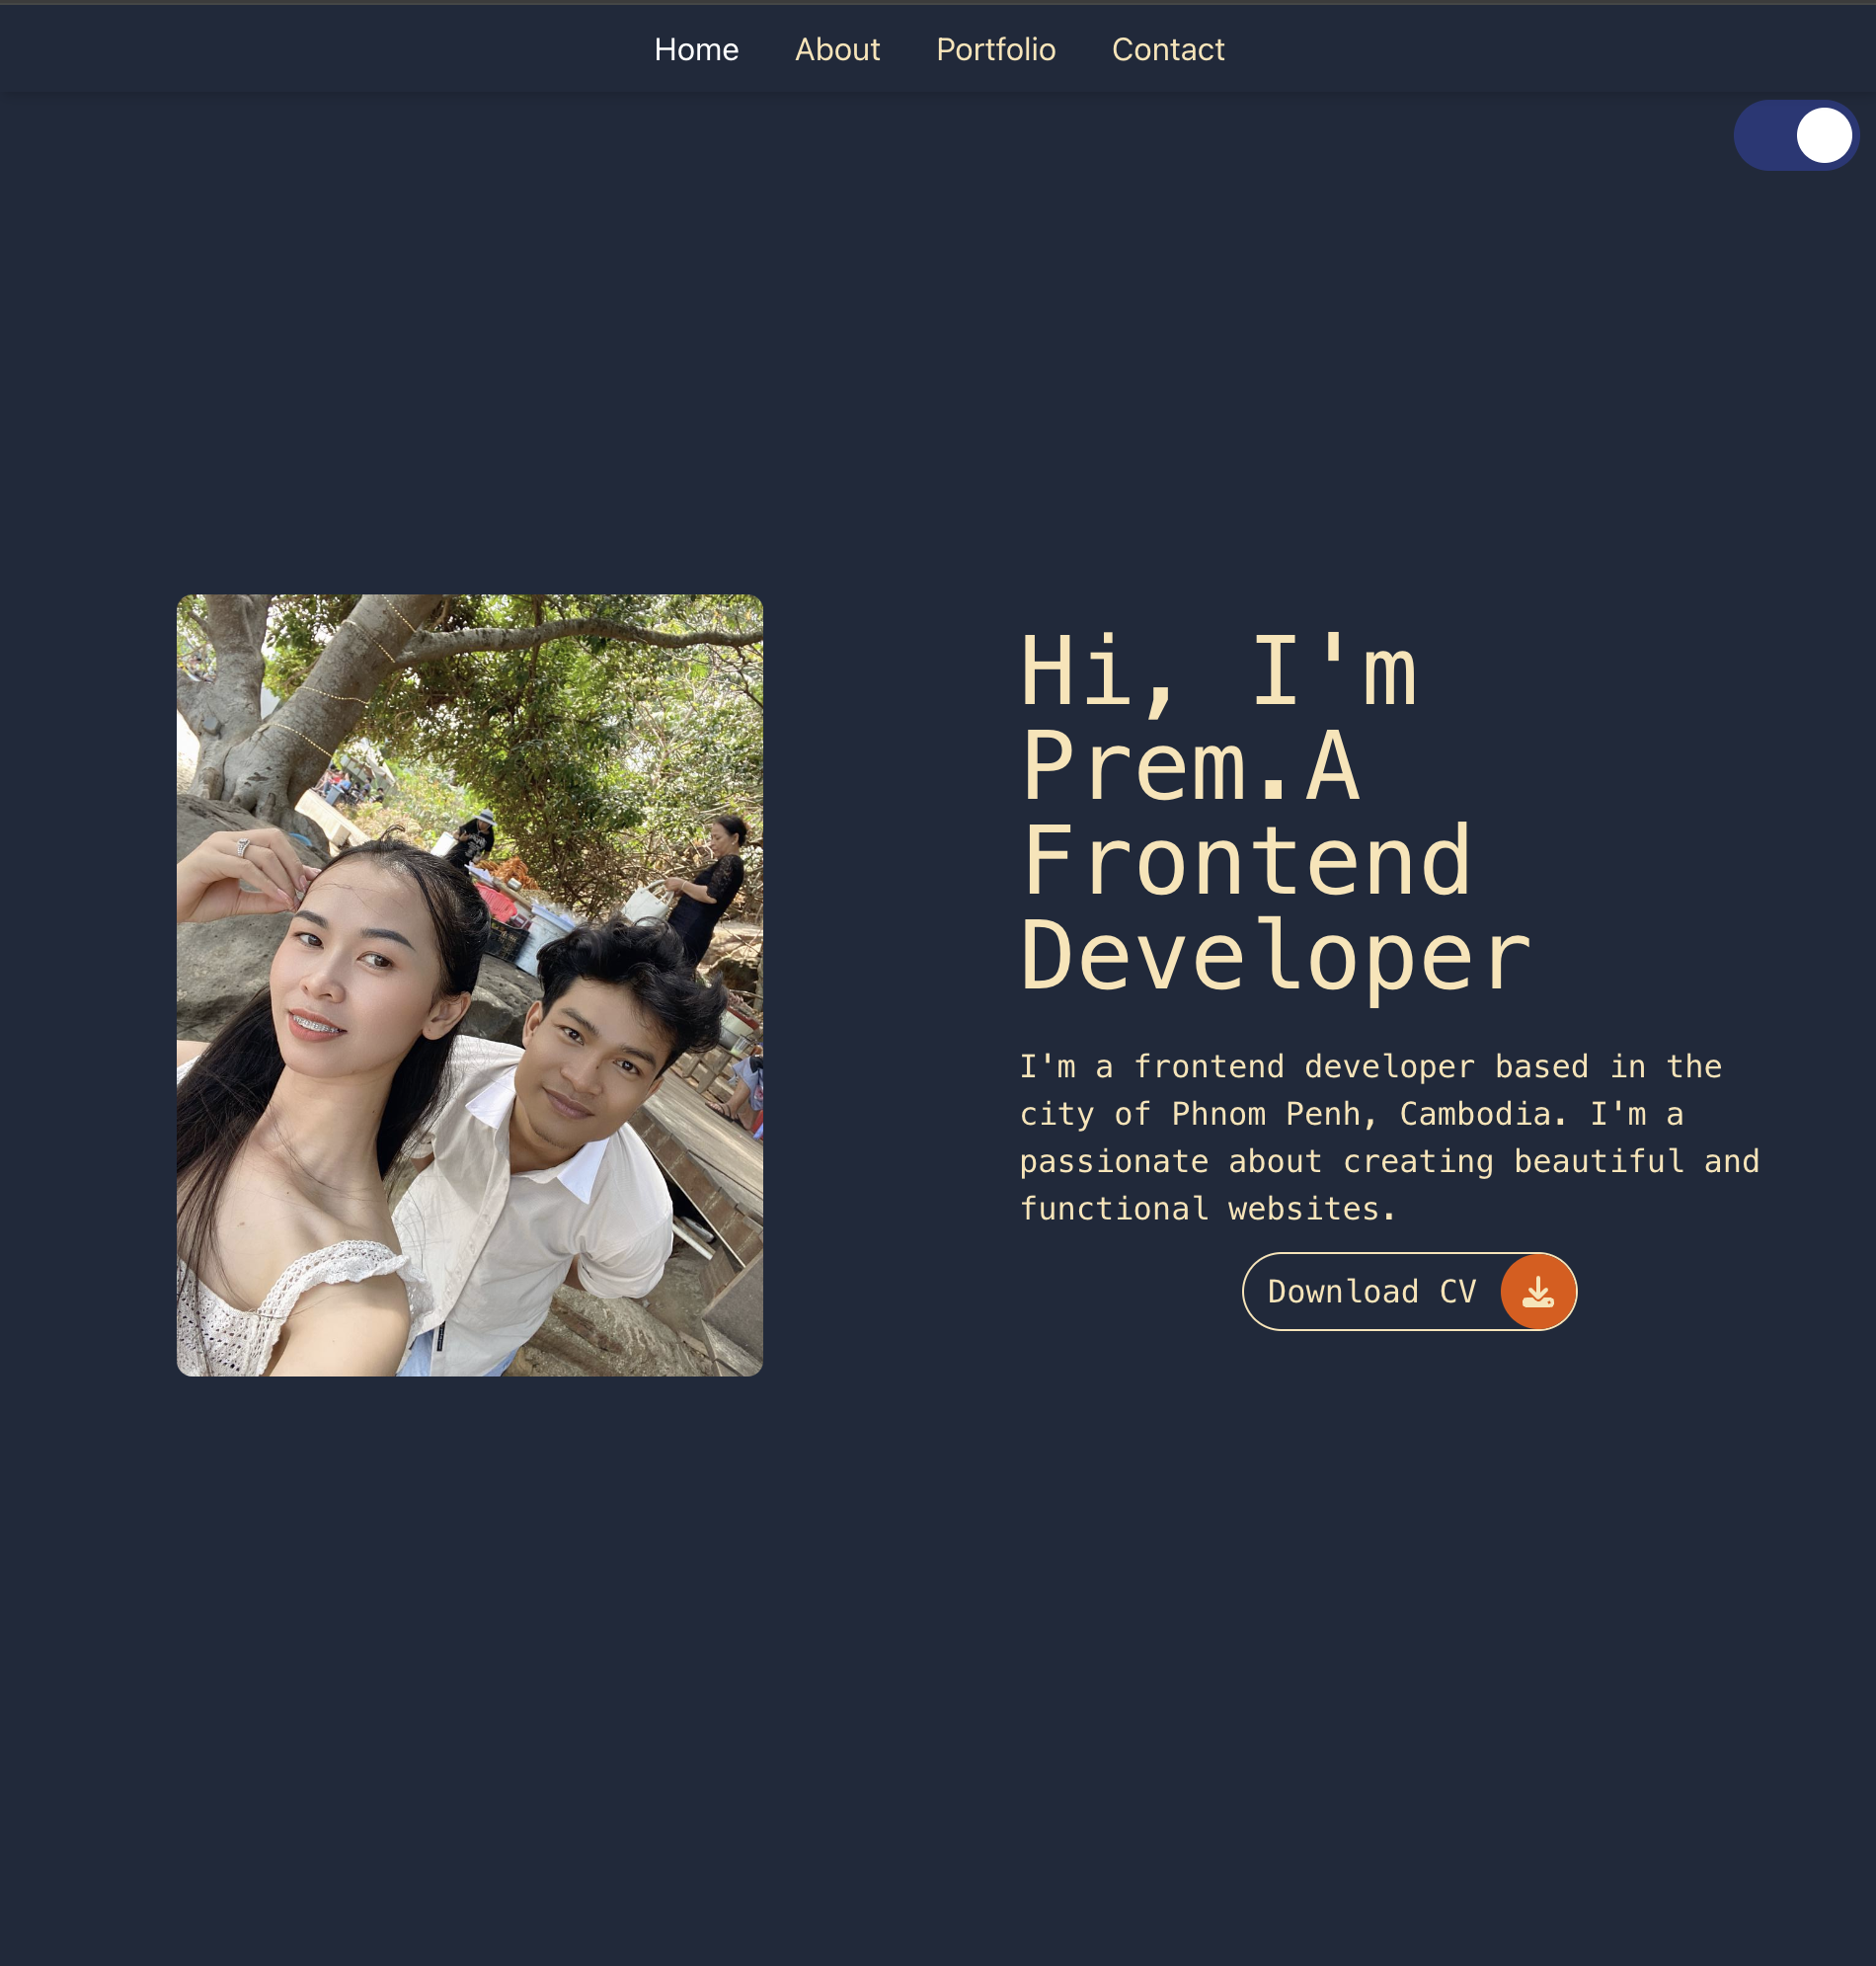 Home About Portfolio Contact
Hi, I'm
Prem.A
Frontend
Developer
I'm a frontend developer based in the
city of Phnom Penh, Cambodia. I'm a
passionate about creating beautiful and
functional websites.
Download CV